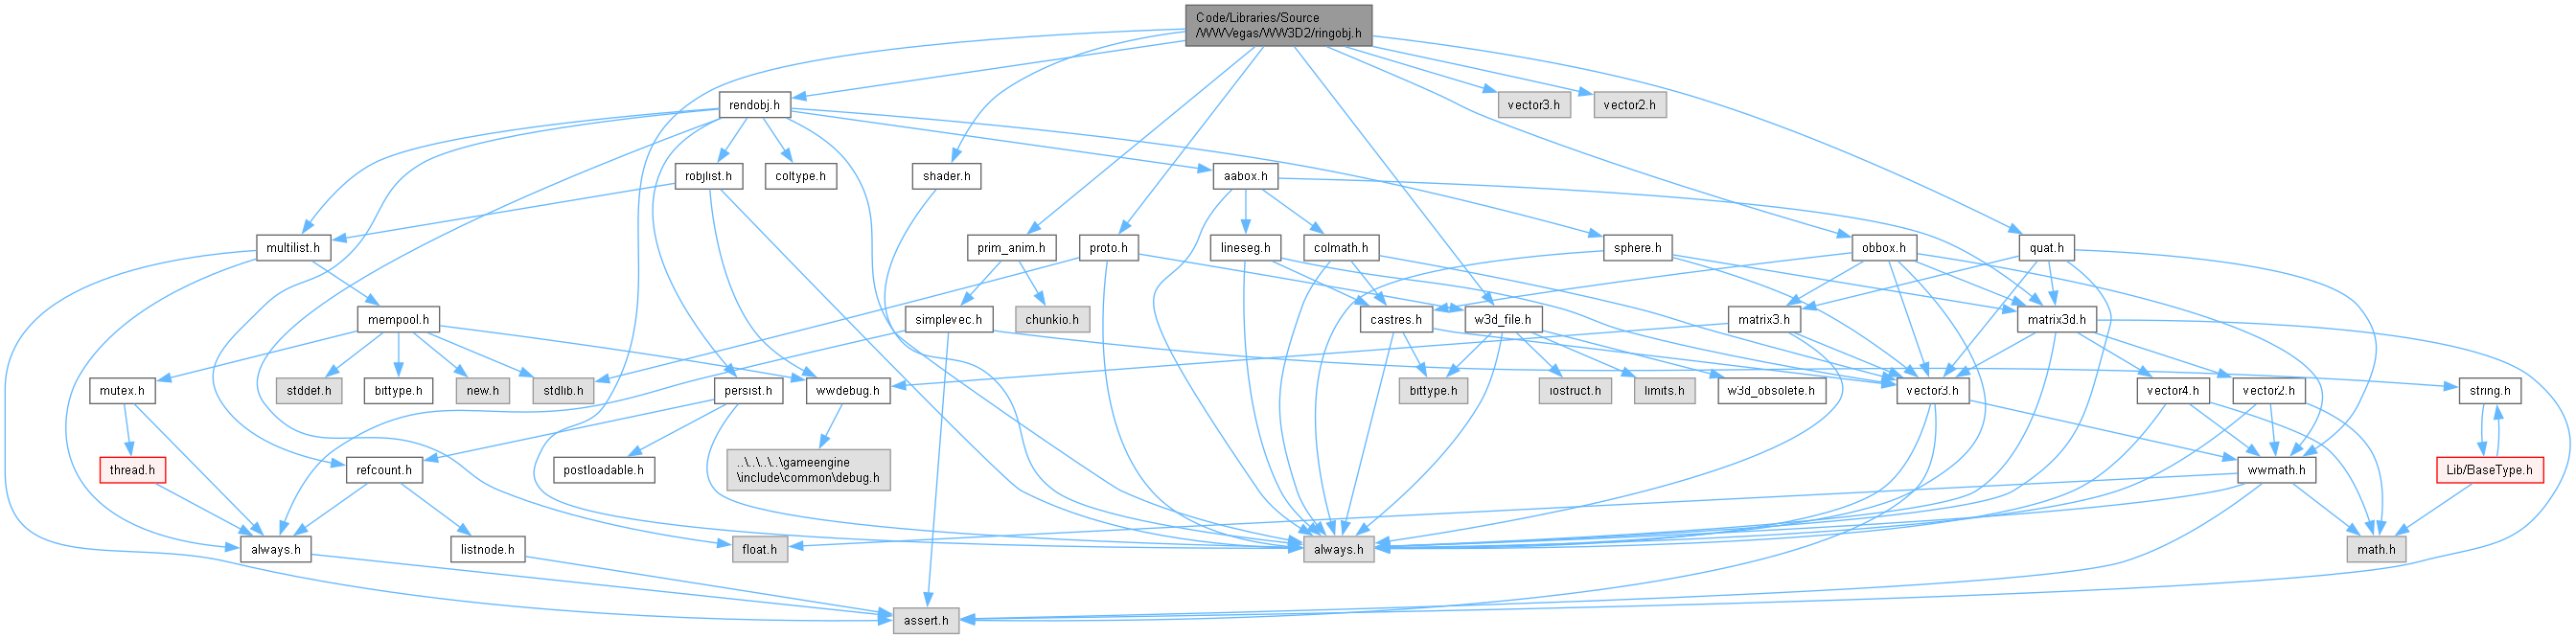 Code/Libraries/Source
/WWVegas/WW3D2/ringobj.h
rendobj.h
vector3.h
vector2.h
robjlist.h
coltype.h
shader.h
aabox.h
multilist.h
prim_anim.h
proto.h
lineseg.h
colmath.h
sphere.h
obbox.h
quat.h
mempool.h
simplevec.h
chunkio.h
castres.h
w3d_file.h
matrix3.h
matrix3d.h
mutex.h
stddef.h
bittype.h
new.h
stdlib.h
persist.h
wwdebug.h
bittype.h
iostruct.h
limits.h
w3d_obsolete.h
vector3.h
vector4.h
vector2.h
string.h
thread.h
refcount.h
postloadable.h
..\..\..\..\gameengine
\include\common\debug.h
wwmath.h
Lib/BaseType.h
always.h
listnode.h
float.h
always.h
math.h
assert.h